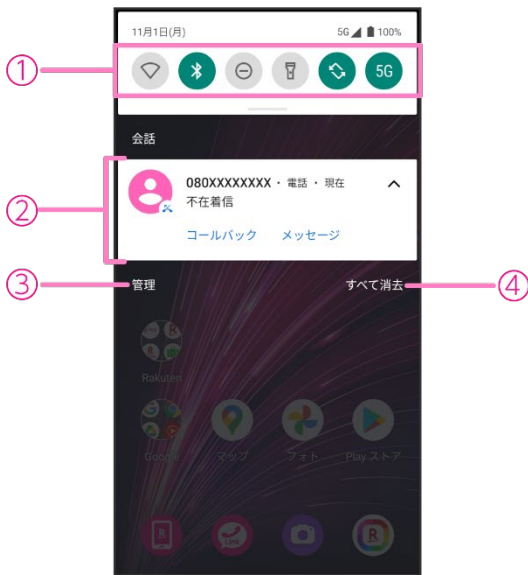 11月1日(月) 5G 100%
① 5G
会話
② 080XXXXXXXX・電話・現在
不在着信
コールバック メッセージ
③ 管理 すべて消去 ④
R
Rakuten
Google マップ フォト Play ストア
R LINK R